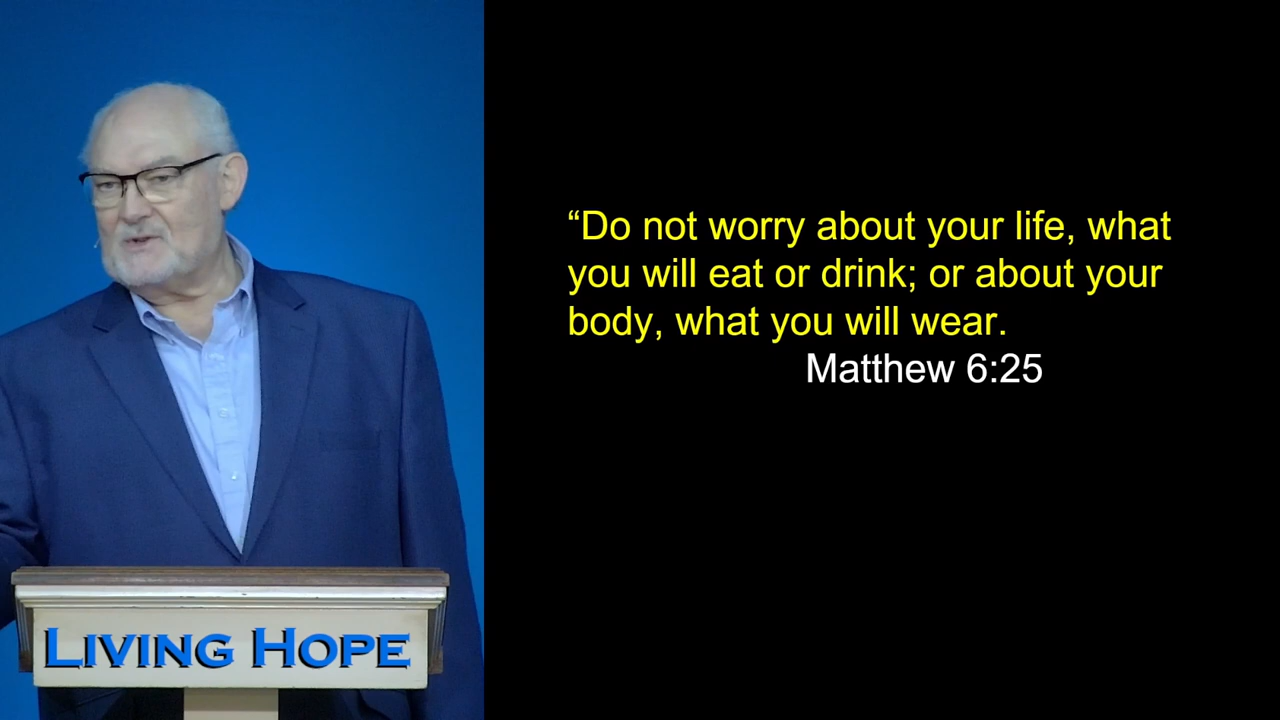 “Do not worry about your life, what
you will eat or drink; or about your
body, what you will wear.
Matthew 6:25
LIVING HOPE